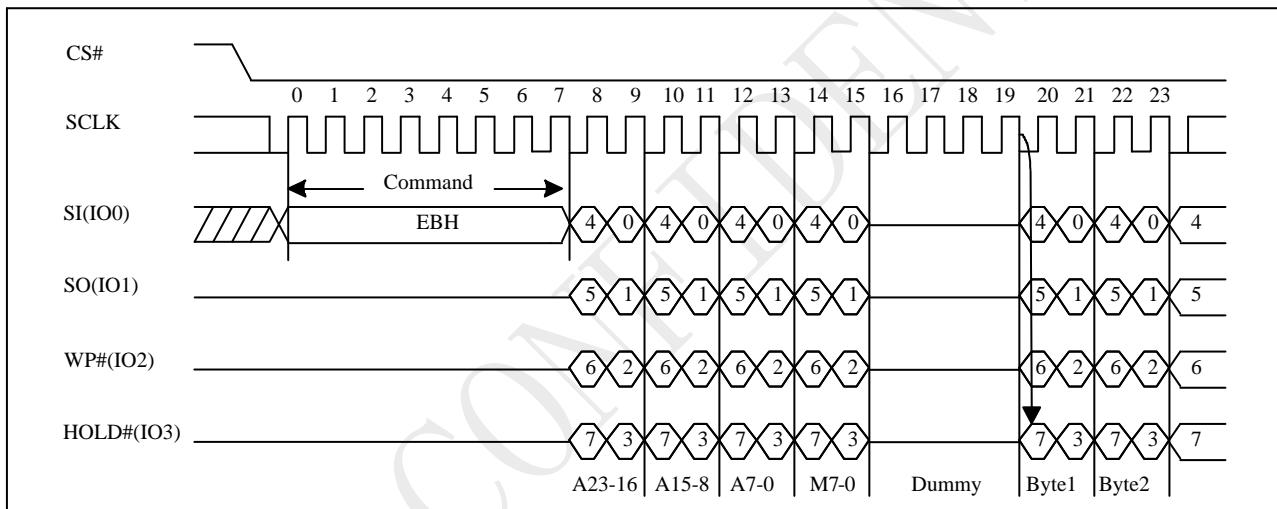 CS#
0 1 2 3 4 5 6 7 8 9 10 11 12 13 14 15 16 17 18 19 20 21 22 23
SCLK
Command
SI(IO0) EBH 4 0 4 0 4 0 4 0 4 0 4 0 4
SO(IO1) 5 1 5 1 5 1 5 1 5 1 5 1 5
WP#(IO2) 6 2 6 2 6 2 6 2 6 2 6 2 6
HOLD#(IO3) 7 3 7 3 7 3 7 3 7 3 7 3 7
A23-16 A15-8 A7-0 M7-0 Dummy Byte1 Byte2
CONFIDEN